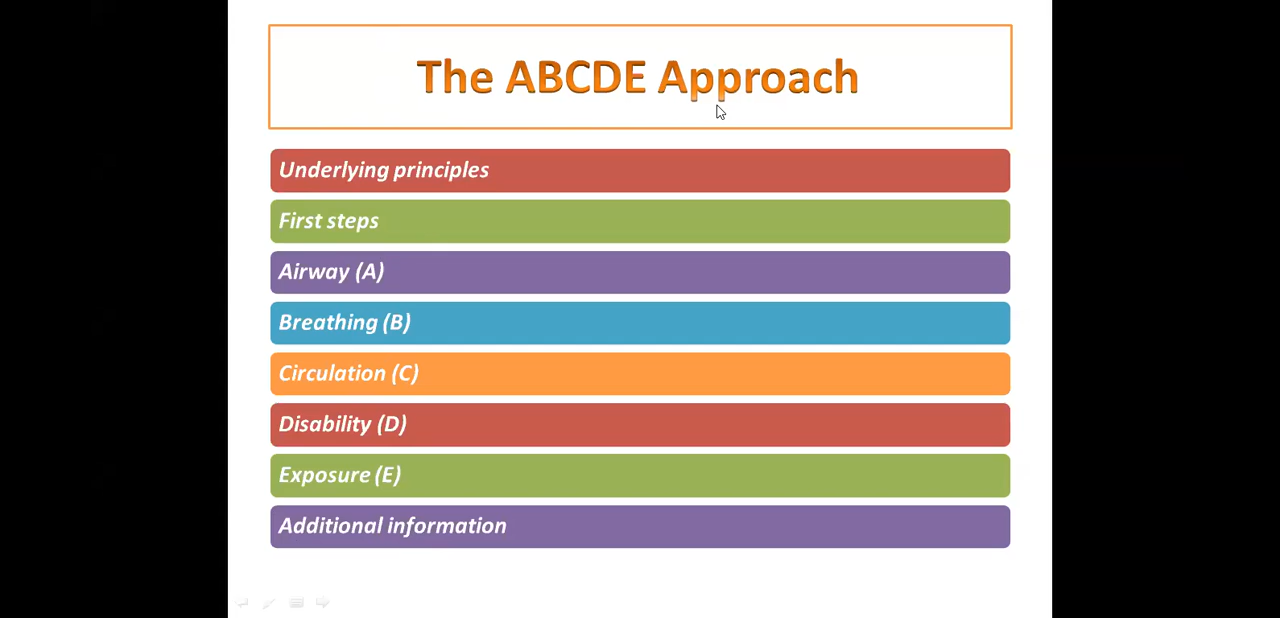 The ABCDE Approach
Underlying principles
First steps
Airway (A)
Breathing (B)
Circulation (C)
Disability (D)
Exposure (E)
Additional information